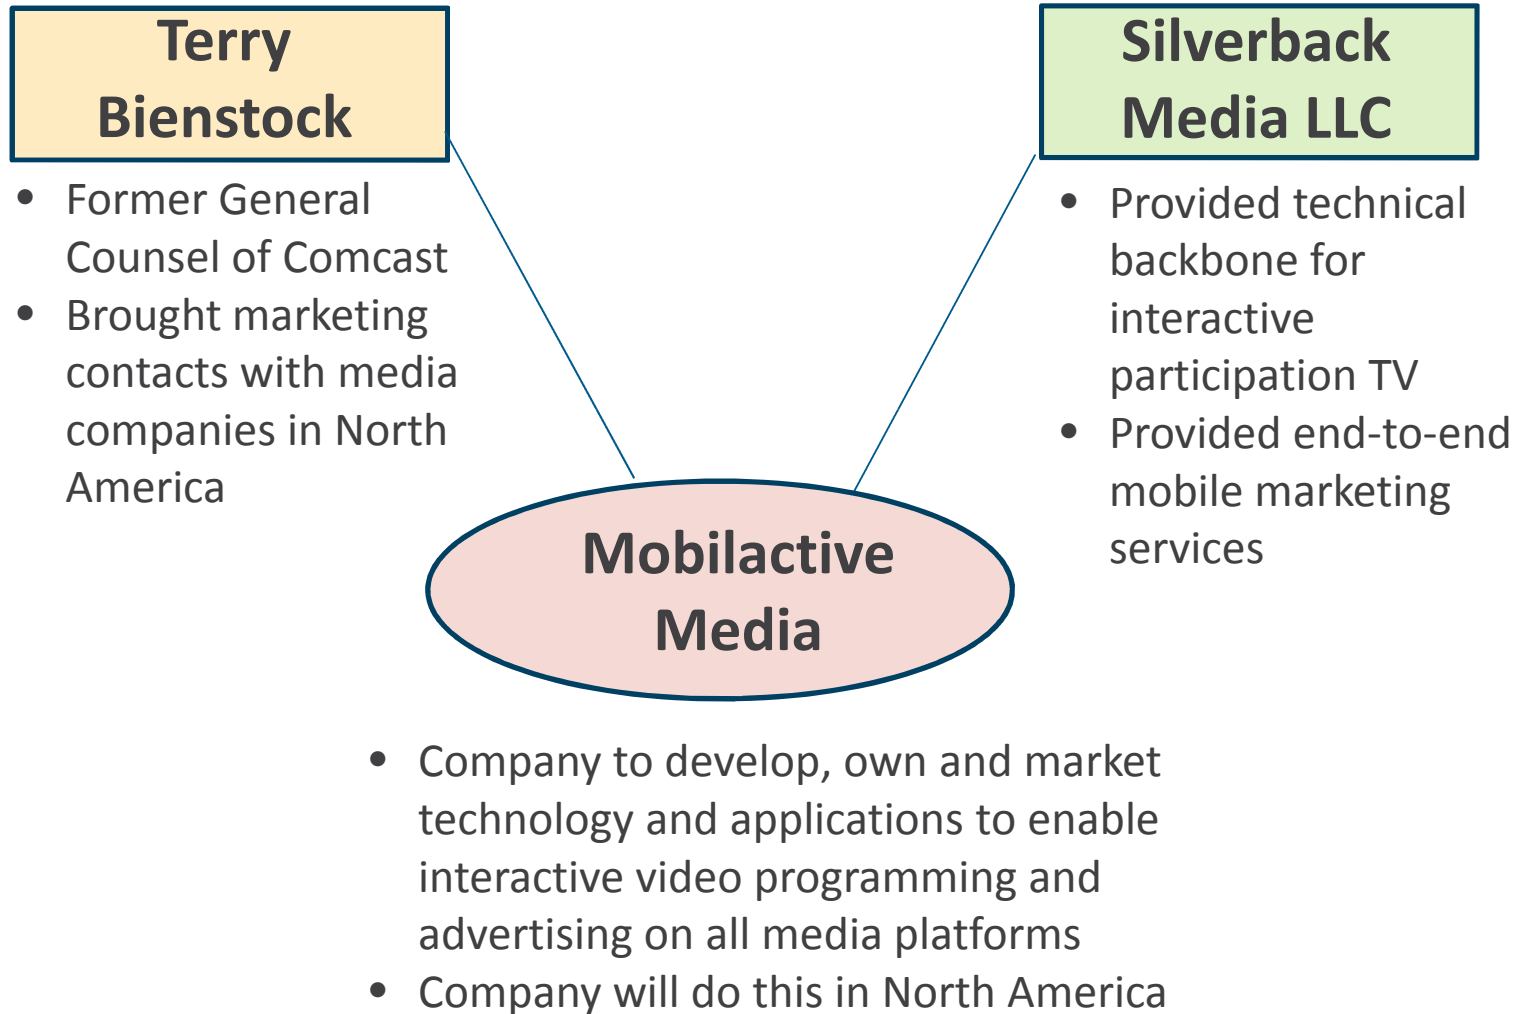 Terry
Bienstock
• Former General
Counsel of Comcast
• Brought marketing
contacts with media
companies in North
America
Silverback
Media LLC
• Provided technical
backbone for
interactive
participation TV
• Provided end-to-end
mobile marketing
services
Mobilactive
Media
• Company to develop, own and market
technology and applications to enable
interactive video programming and
advertising on all media platforms
• Company will do this in North America